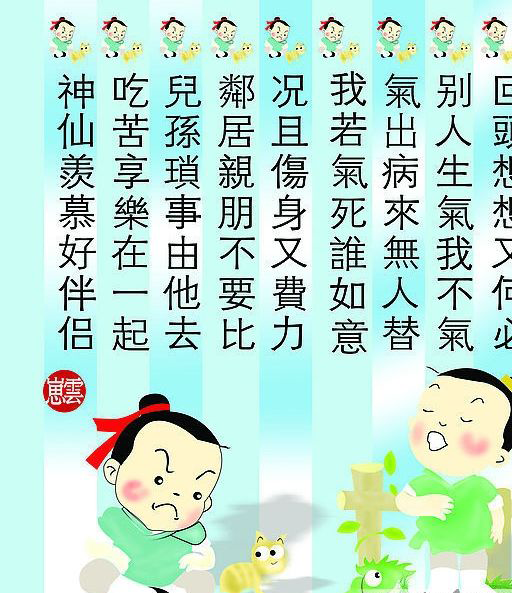 回頭想想又何必
別人生氣我不氣
氣出病來無人替
我若氣死誰如意
况且傷身又費力
鄰居親朋不要比
兒孫瑣事由他去
吃苦享樂在一起
神仙羨慕好伴侣